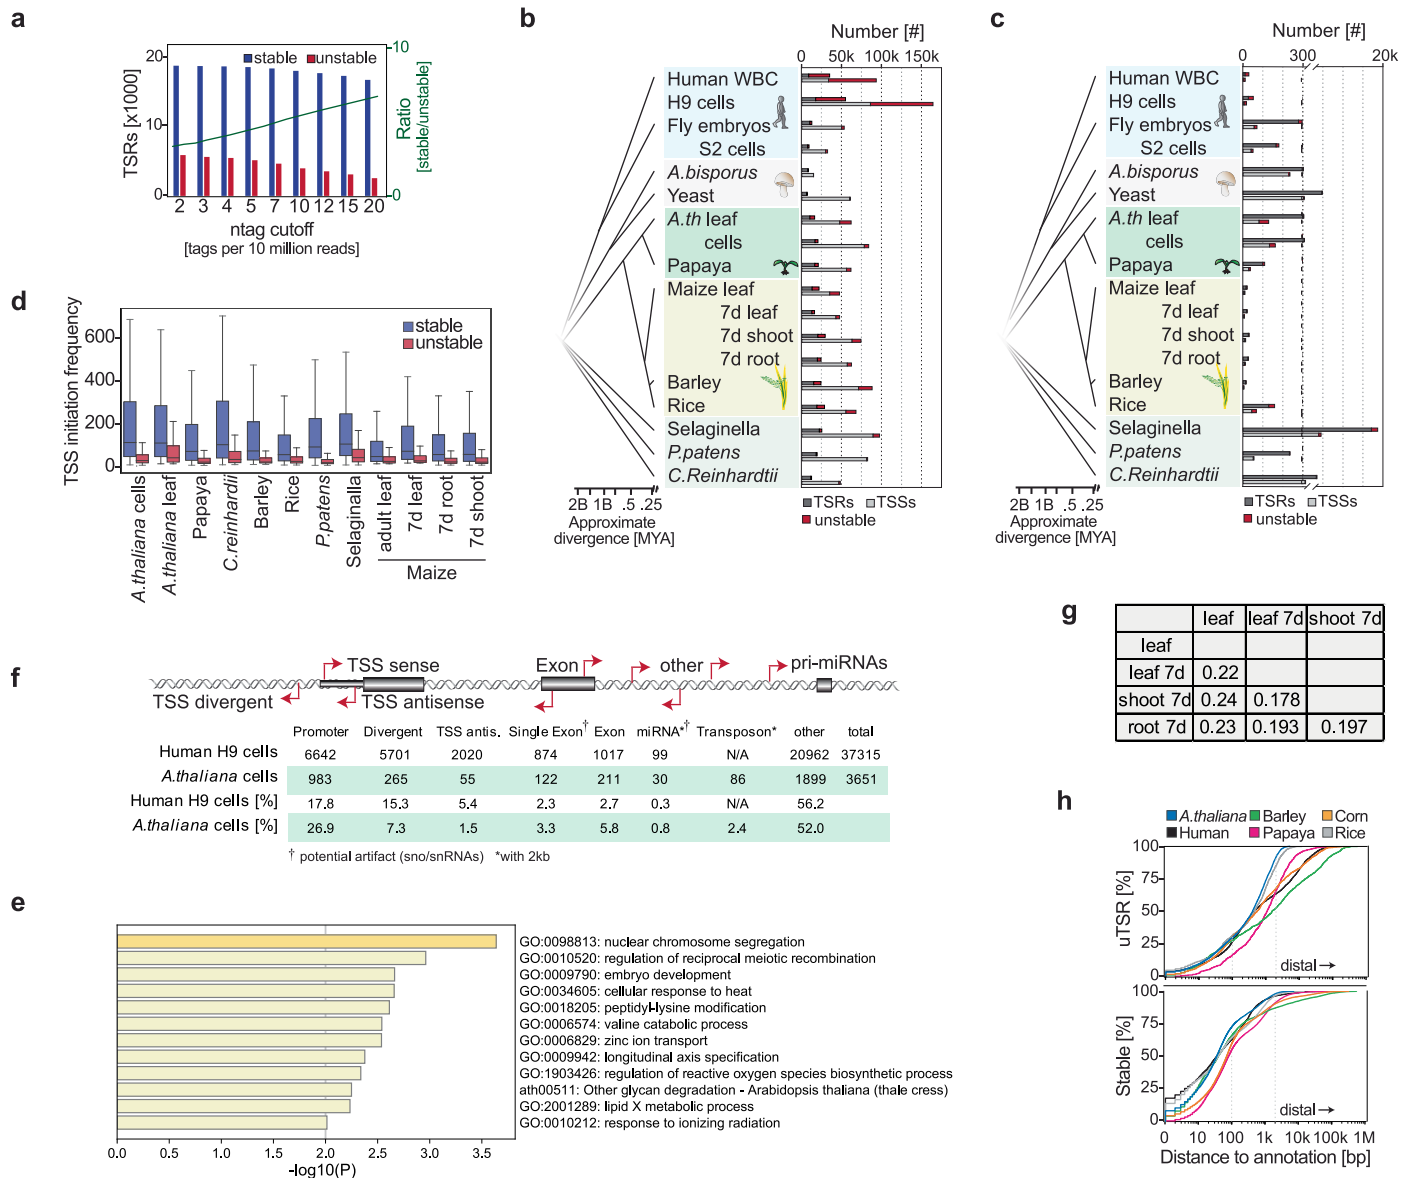 a
20
10
0
TSRs [x1000]
stable
unstable
10
0
Ratio
[stable/unstable]
2 3 4 5 7 10 12 15 20
ntag cutoff
[tags per 10 million reads]
b
Number [#]
0 50k 100k 150k
Human WBC
H9 cells
Fly embryos
S2 cells
A.bisporus
Yeast
A.th leaf
cells
Papaya
Maize leaf
7d leaf
7d shoot
7d root
Barley
Rice
Selaginella
P.patens
C.Reinhardtii
2B 1B .5 .25
Approximate
divergence [MYA]
TSRs
TSSs
unstable
c
Number [#]
0 300 20k
Human WBC
H9 cells
Fly embryos
S2 cells
A.bisporus
Yeast
A.th leaf
cells
Papaya
Maize leaf
7d leaf
7d shoot
7d root
Barley
Rice
Selaginella
P.patens
C.Reinhardtii
2B 1B .5 .25
Approximate
divergence [MYA]
TSRs
TSSs
unstable
d
TSS initiation frequency
600
400
200
0
stable
unstable
A.thaliana cells
A.thaliana leaf
Papaya
C.reinhardtii
Barley
Rice
P.patens
Selaginalla
adult leaf
7d leaf
7d root
7d shoot
Maize
g
leaf leaf 7d shoot 7d
leaf
leaf 7d 0.22
shoot 7d 0.24 0.178
root 7d 0.23 0.193 0.197
f
TSS sense
Exon
other
pri-miRNAs
TSS divergent
TSS antisense
Promoter Divergent TSS antis. Single Exon† Exon miRNA*† Transposon* other total
Human H9 cells 6642 5701 2020 874 1017 99 N/A 20962 37315
A.thaliana cells 983 265 55 122 211 30 86 1899 3651
Human H9 cells [%] 17.8 15.3 5.4 2.3 2.7 0.3 N/A 56.2
A.thaliana cells [%] 26.9 7.3 1.5 3.3 5.8 0.8 2.4 52.0
† potential artifact (sno/snRNAs) *with 2kb
e
GO:0098813: nuclear chromosome segregation
GO:0010520: regulation of reciprocal meiotic recombination
GO:0009790: embryo development
GO:0034605: cellular response to heat
GO:0018205: peptidyl-lysine modification
GO:0006574: valine catabolic process
GO:0006829: zinc ion transport
GO:0009942: longitudinal axis specification
GO:1903426: regulation of reactive oxygen species biosynthetic process
ath00511: Other glycan degradation - Arabidopsis thaliana (thale cress)
GO:2001289: lipid X metabolic process
GO:0010212: response to ionizing radiation
0.0 0.5 1.0 1.5 2.0 2.5 3.0 3.5
-log10(P)
h
A.thaliana Barley Corn
Human Papaya Rice
100
75
50
25
0
uTSR [%]
distal →
100
75
50
25
0
Stable [%]
distal →
0 10 100 1k 10k 100k 1M
Distance to annotation [bp]